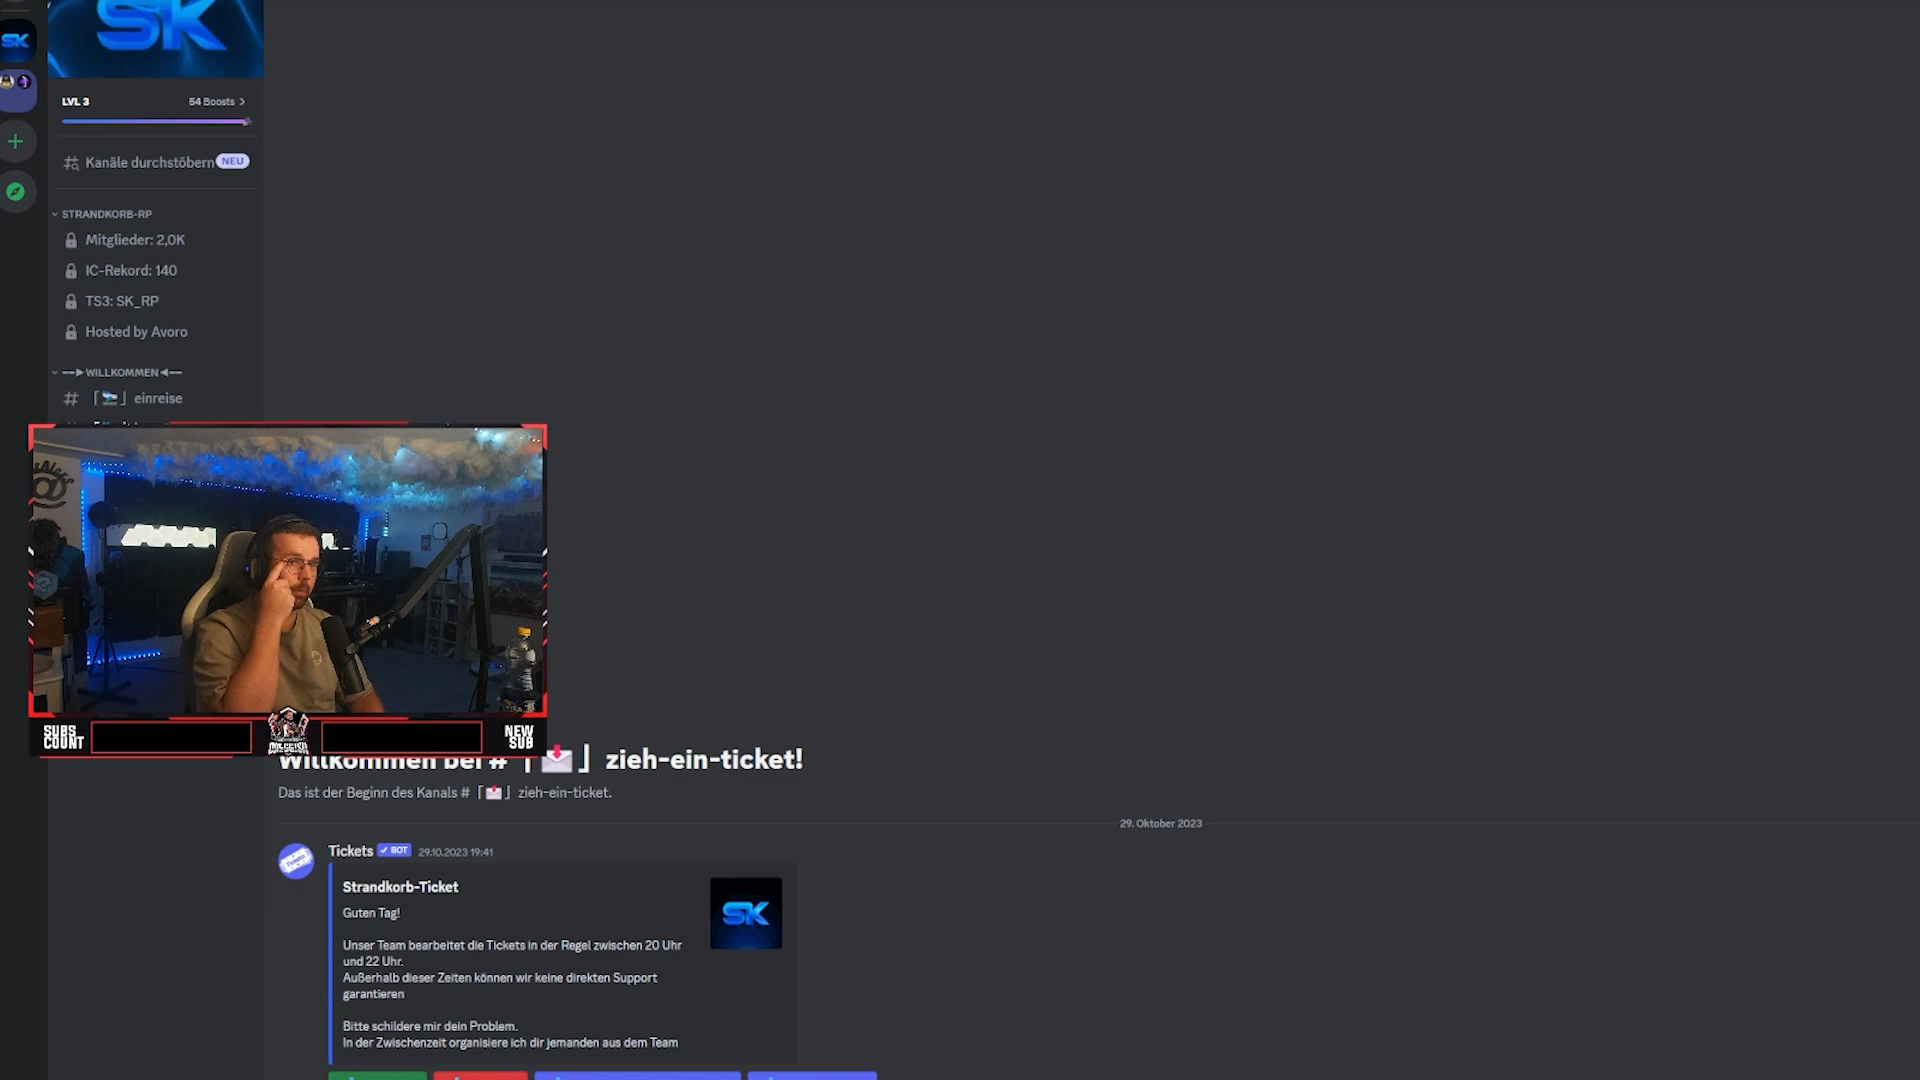 SK
SK
LVL 3
54 Boosts
Kanäle durchstöbern NEU
STRANDKORB-RP
Mitglieder: 2,0K
IC-Rekord: 140
TS3: SK_RP
Hosted by Avoro
WILLKOMMEN
# 「🛬」 einreise
SUBS COUNT
NEW SUB
Willkommen bei # 「📩」 zieh-ein-ticket!
Das ist der Beginn des Kanals # 「📩」 zieh-ein-ticket.
29. Oktober 2023
Tickets BOT 29.10.2023 19:41
Strandkorb-Ticket
SK
Guten Tag!
Unser Team bearbeitet die Tickets in der Regel zwischen 20 Uhr
und 22 Uhr.
Außerhalb dieser Zeiten können wir keine direkten Support
garantieren
Bitte schildere mir dein Problem.
In der Zwischenzeit organisiere ich dir jemanden aus dem Team